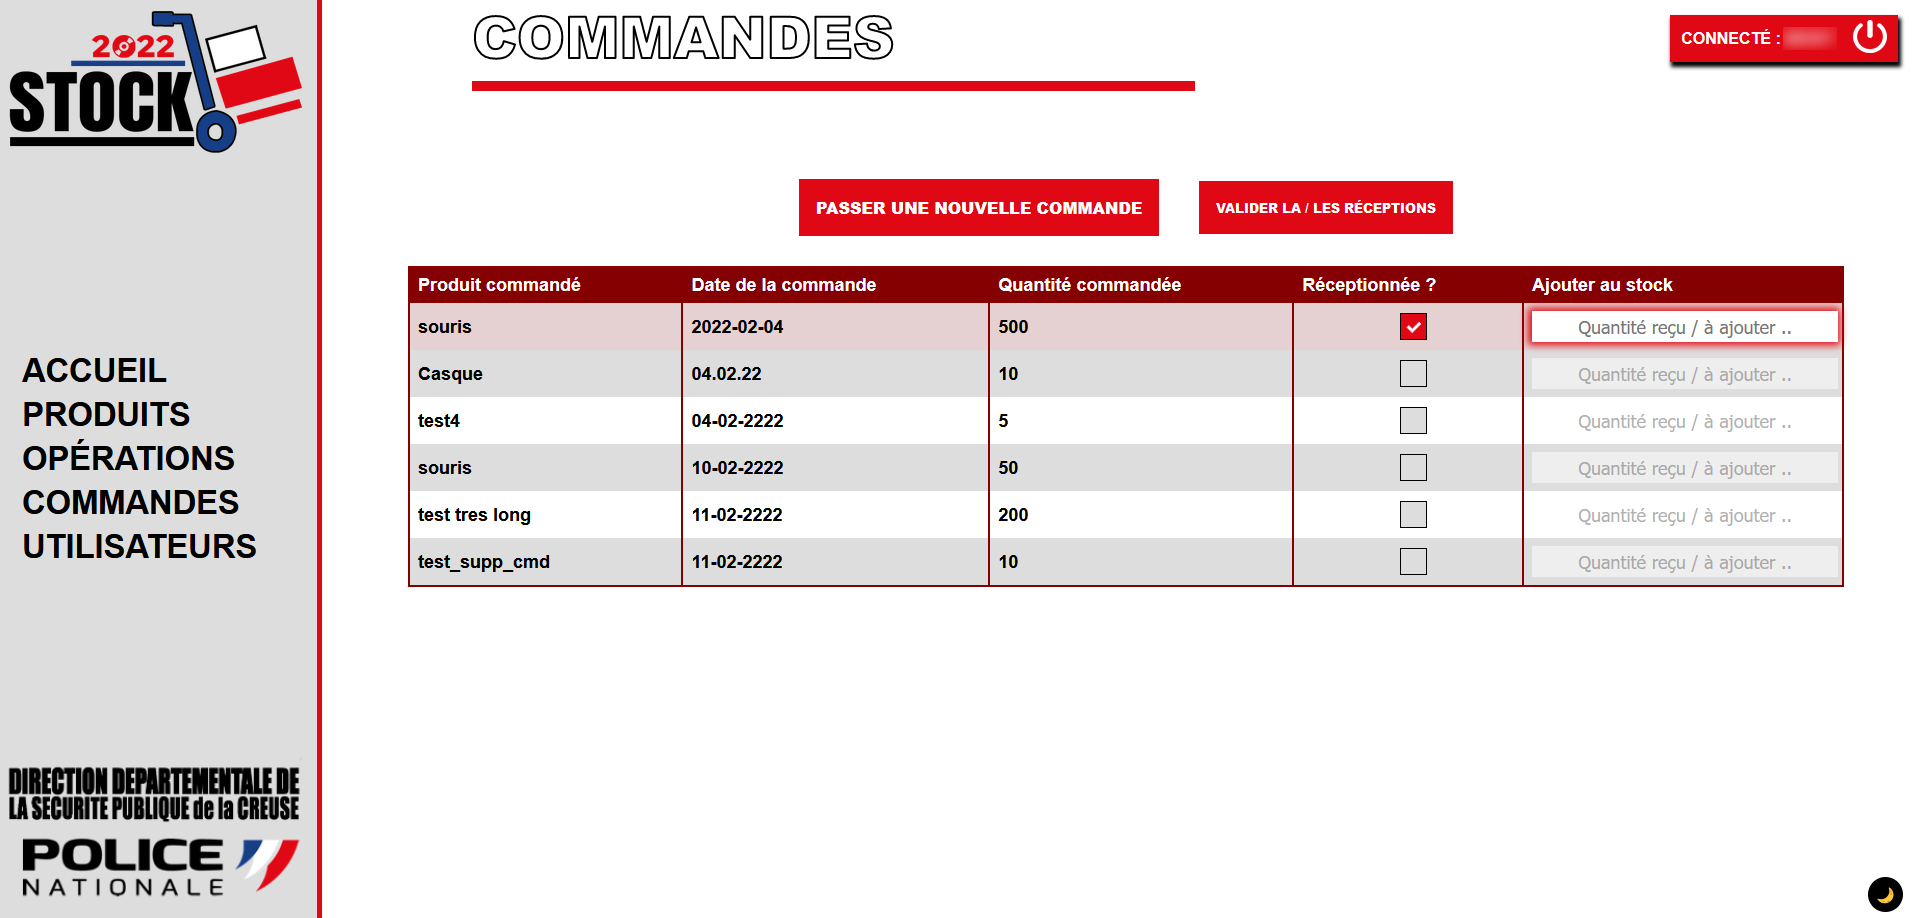 2022
STOCK
ACCUEIL
PRODUITS
OPÉRATIONS
COMMANDES
UTILISATEURS
DIRECTION DEPARTEMENTALE DE
LA SECURITE PUBLIQUE de la CREUSE
POLICE
NATIONALE
COMMANDES
CONNECTÉ :
PASSER UNE NOUVELLE COMMANDE
VALIDER LA / LES RÉCEPTIONS
Produit commandé Date de la commande Quantité commandée Réceptionnée ? Ajouter au stock
souris 2022-02-04 500 Quantité reçu / à ajouter ..
Casque 04.02.22 10 Quantité reçu / à ajouter ..
test4 04-02-2222 5 Quantité reçu / à ajouter ..
souris 10-02-2222 50 Quantité reçu / à ajouter ..
test tres long 11-02-2222 200 Quantité reçu / à ajouter ..
test_supp_cmd 11-02-2222 10 Quantité reçu / à ajouter ..